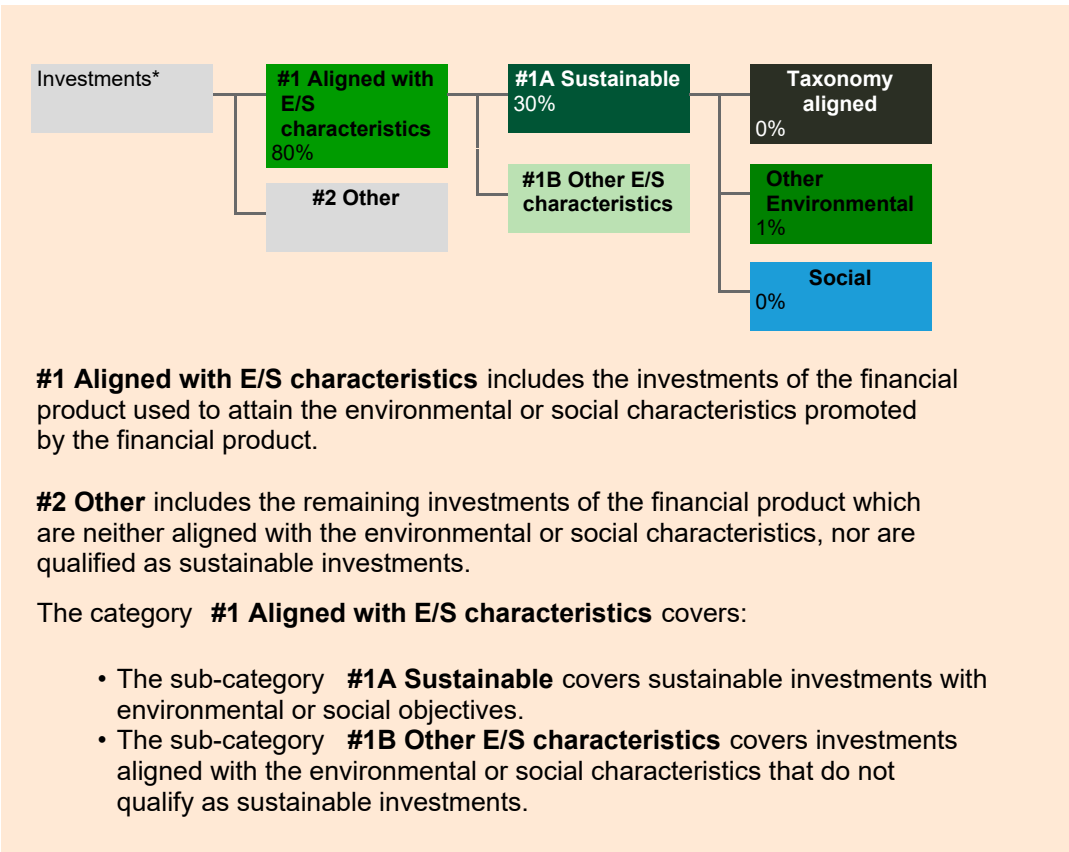 Investments*
#1 Aligned with
E/S
characteristics
80%
#2 Other
#1A Sustainable
30%
#1B Other E/S
characteristics
Taxonomy
aligned
0%
Other
Environmental
1%
Social
0%
#1 Aligned with E/S characteristics includes the investments of the financial
product used to attain the environmental or social characteristics promoted
by the financial product.
#2 Other includes the remaining investments of the financial product which
are neither aligned with the environmental or social characteristics, nor are
qualified as sustainable investments.
The category #1 Aligned with E/S characteristics covers:
• The sub-category #1A Sustainable covers sustainable investments with
environmental or social objectives.
• The sub-category #1B Other E/S characteristics covers investments
aligned with the environmental or social characteristics that do not
qualify as sustainable investments.